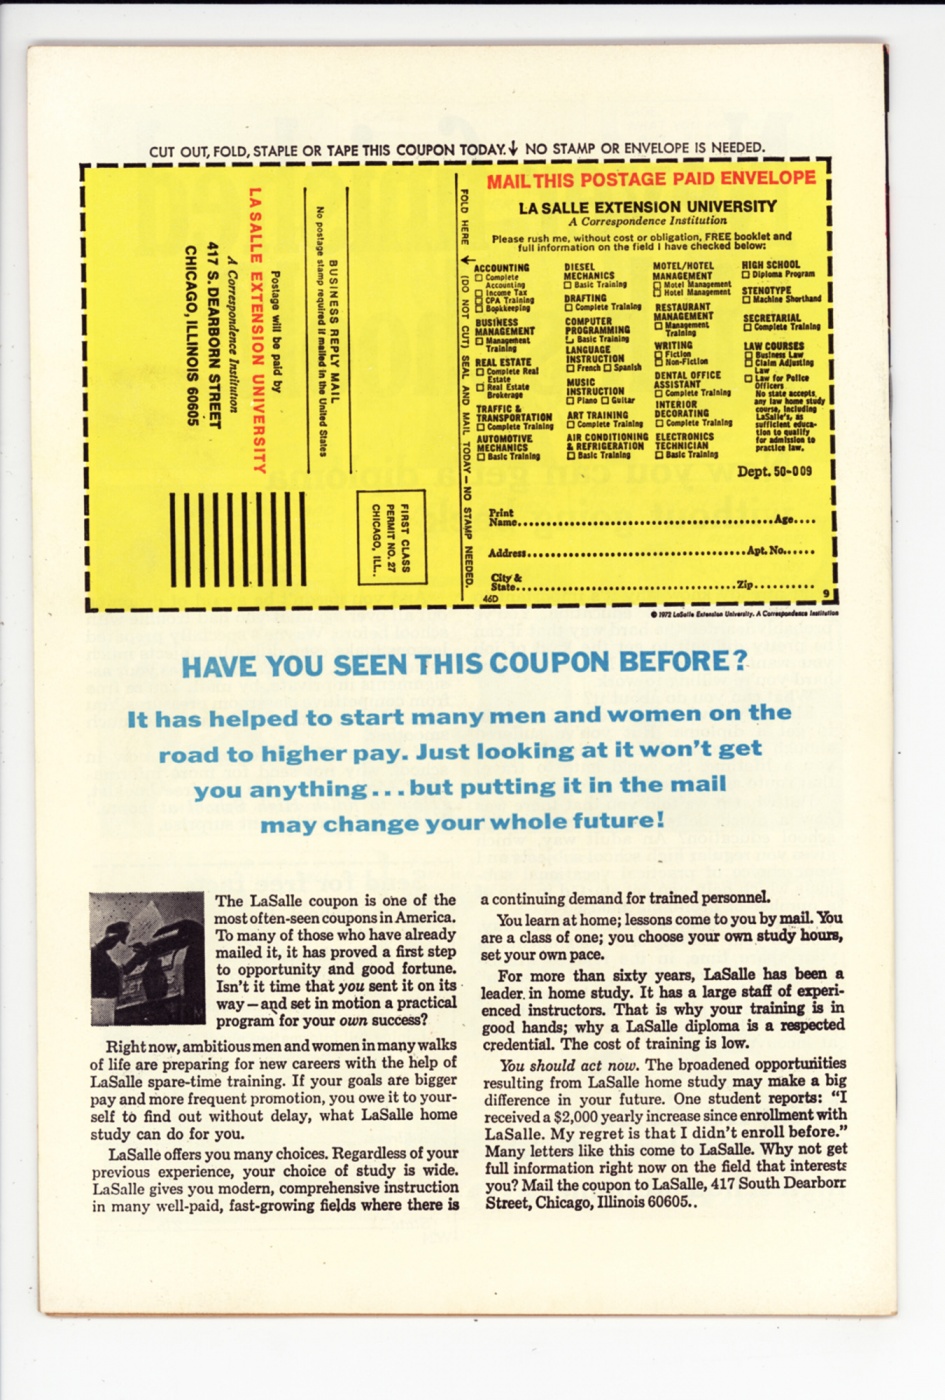 CUT OUT, FOLD, STAPLE OR TAPE THIS COUPON TODAY. ↓ NO STAMP OR ENVELOPE IS NEEDED.
BUSINESS REPLY MAIL
No postage stamp required if mailed in the United States
Postage will be paid by
LA SALLE EXTENSION UNIVERSITY
A Correspondence Institution
417 S. DEARBORN STREET
CHICAGO, ILLINOIS 60605
FIRST CLASS
PERMIT NO. 27
CHICAGO, ILL.
FOLD HERE (DO NOT CUT) SEAL AND MAIL TODAY—NO STAMP NEEDED.
MAIL THIS POSTAGE PAID ENVELOPE
LA SALLE EXTENSION UNIVERSITY
A Correspondence Institution
Please rush me, without cost or obligation, FREE booklet and
full information on the field I have checked below:
ACCOUNTING
☐ Complete
Accounting
☐ Income Tax
☐ CPA Training
☐ Bookkeeping
BUSINESS
MANAGEMENT
☐ Management
Training
REAL ESTATE
☐ Complete Real
Estate
☐ Real Estate
Brokerage
TRAFFIC &
TRANSPORTATION
☐ Complete Training
AUTOMOTIVE
MECHANICS
☐ Basic Training
DIESEL
MECHANICS
☐ Basic Training
DRAFTING
☐ Complete Training
COMPUTER
PROGRAMMING
☐ Basic Training
LANGUAGE
INSTRUCTION
☐ French ☐ Spanish
MUSIC
INSTRUCTION
☐ Piano ☐ Guitar
ART TRAINING
☐ Complete Training
AIR CONDITIONING
& REFRIGERATION
☐ Basic Training
MOTEL/HOTEL
MANAGEMENT
☐ Motel Management
☐ Hotel Management
RESTAURANT
MANAGEMENT
☐ Management
Training
WRITING
☐ Fiction
☐ Non-Fiction
DENTAL OFFICE
ASSISTANT
☐ Complete Training
INTERIOR
DECORATING
☐ Complete Training
ELECTRONICS
TECHNICIAN
☐ Basic Training
HIGH SCHOOL
☐ Diploma Program
STENOTYPE
☐ Machine Shorthand
SECRETARIAL
☐ Complete Training
LAW COURSES
☐ Business Law
☐ Claim Adjusting
Law
☐ Law for Police
Officers
No state accepts
any law home study
course, including
LaSalle's, as
sufficient educa-
tion to qualify
for admission to
practice law.
Dept. 50-009
Print
Name Age
Address Apt. No.
City &
State Zip
46D 9
© 1972 LaSalle Extension University. A Correspondence Institution
HAVE YOU SEEN THIS COUPON BEFORE?
It has helped to start many men and women on the
road to higher pay. Just looking at it won't get
you anything...but putting it in the mail
may change your whole future!
The LaSalle coupon is one of the
most often-seen coupons in America.
To many of those who have already
mailed it, it has proved a first step
to opportunity and good fortune.
Isn't it time that you sent it on its
way—and set in motion a practical
program for your own success?
Right now, ambitious men and women in many walks
of life are preparing for new careers with the help of
LaSalle spare-time training. If your goals are bigger
pay and more frequent promotion, you owe it to your-
self to find out without delay, what LaSalle home
study can do for you.
LaSalle offers you many choices. Regardless of your
previous experience, your choice of study is wide.
LaSalle gives you modern, comprehensive instruction
in many well-paid, fast-growing fields where there is
a continuing demand for trained personnel.
You learn at home; lessons come to you by mail. You
are a class of one; you choose your own study hours,
set your own pace.
For more than sixty years, LaSalle has been a
leader in home study. It has a large staff of experi-
enced instructors. That is why your training is in
good hands; why a LaSalle diploma is a respected
credential. The cost of training is low.
You should act now. The broadened opportunities
resulting from LaSalle home study may make a big
difference in your future. One student reports: "I
received a $2,000 yearly increase since enrollment with
LaSalle. My regret is that I didn't enroll before."
Many letters like this come to LaSalle. Why not get
full information right now on the field that interests
you? Mail the coupon to LaSalle, 417 South Dearborn
Street, Chicago, Illinois 60605..